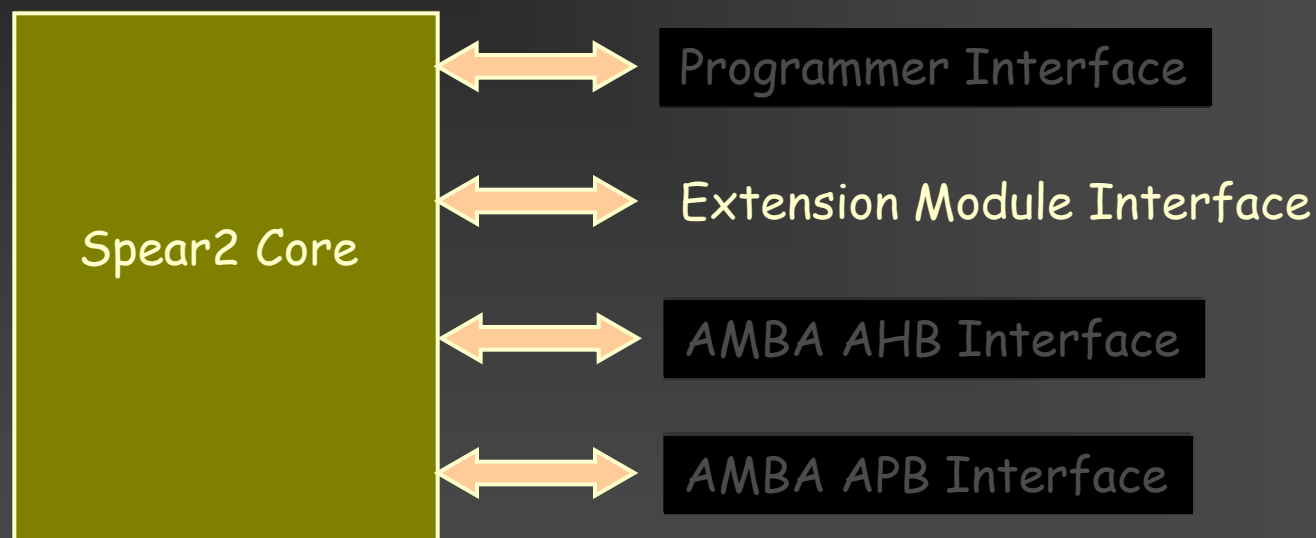 Programmer Interface
Extension Module Interface
Spear2 Core
AMBA AHB Interface
AMBA APB Interface